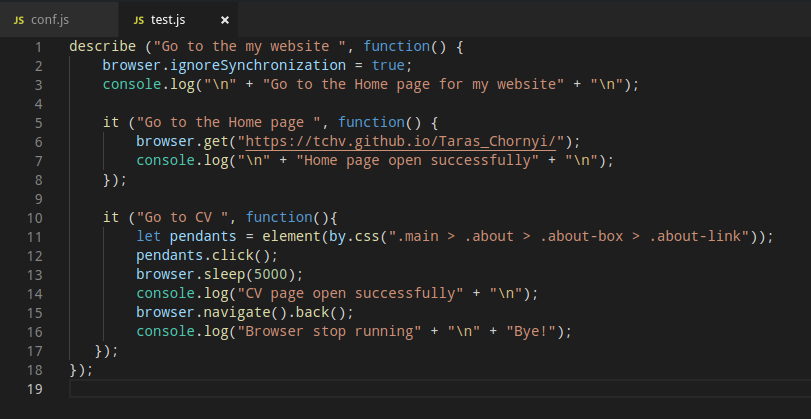 JS conf.js JS test.js ×
1 describe ("Go to the my website ", function() {
2 browser.ignoreSynchronization = true;
3 console.log("\n" + "Go to the Home page for my website" + "\n");
4
5 it ("Go to the Home page ", function() {
6 browser.get("https://tchv.github.io/Taras_Chornyi/");
7 console.log("\n" + "Home page open successfully" + "\n");
8 });
9
10 it ("Go to CV ", function(){
11 let pendants = element(by.css(".main > .about > .about-box > .about-link"));
12 pendants.click();
13 browser.sleep(5000);
14 console.log("CV page open successfully" + "\n");
15 browser.navigate().back();
16 console.log("Browser stop running" + "\n" + "Bye!");
17 });
18 });
19